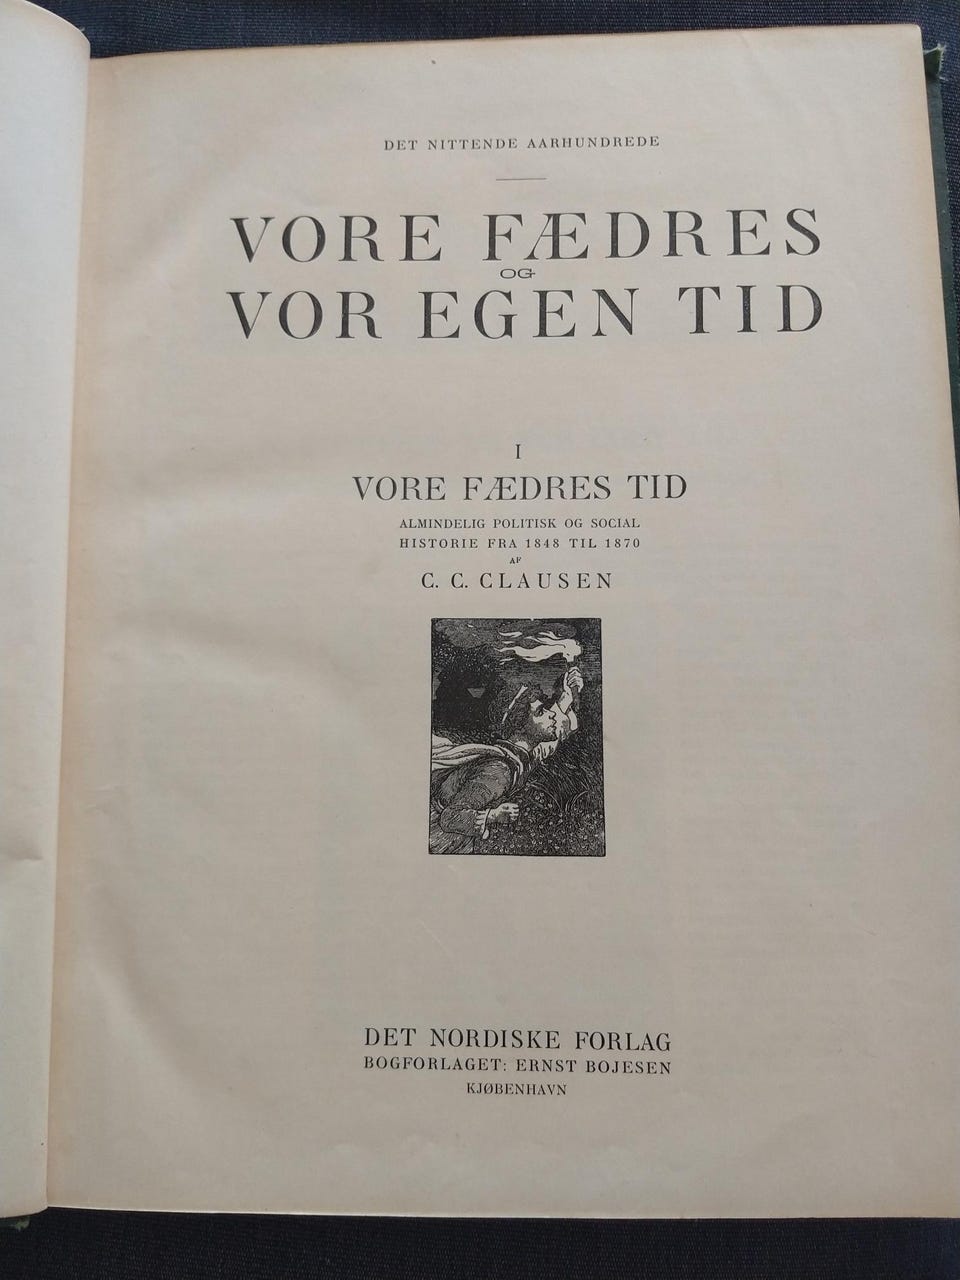 DET NITTENDE AARHUNDREDE
VORE FÆDRES
OG
VOR EGEN TID
I
VORE FÆDRES TID
ALMINDELIG POLITISK OG SOCIAL
HISTORIE FRA 1848 TIL 1870
AF
C. C. CLAUSEN
DET NORDISKE FORLAG
BOGFORLAGET: ERNST BOJESEN
KJØBENHAVN